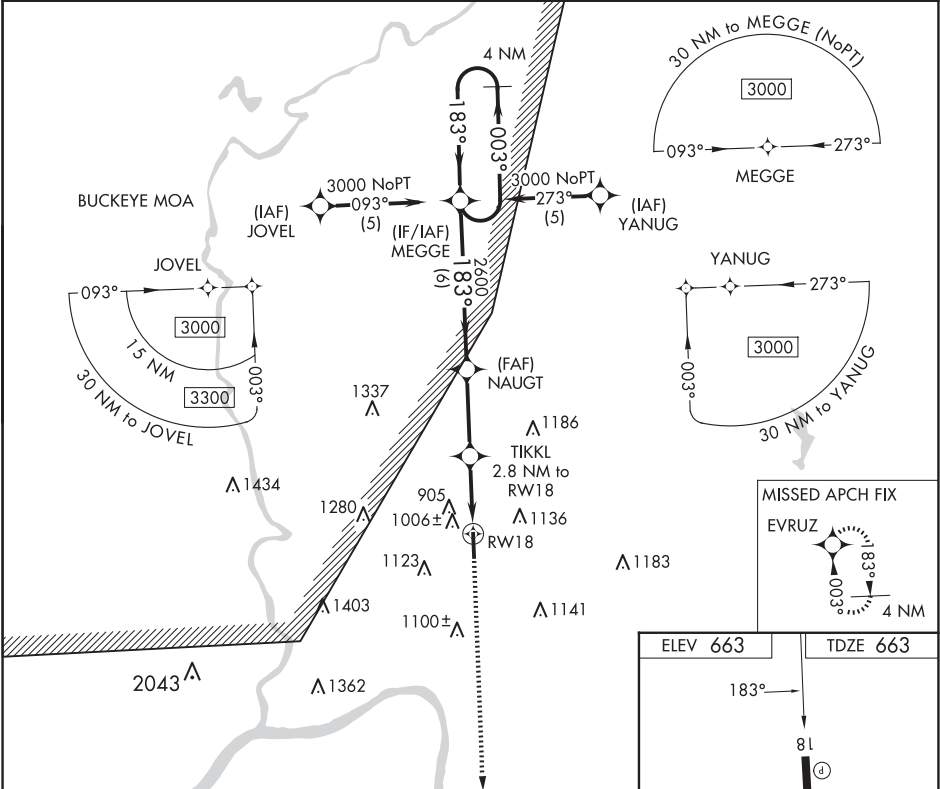 4 NM
183°
003°
30 NM to MEGGE (NoPT)
3000
093°
273°
MEGGE
BUCKEYE MOA
(IAF)
JOVEL
3000 NoPT
093°
(5)
(IF/IAF)
MEGGE
3000 NoPT
273°
(5)
(IAF)
YANUG
183°
2600
(6)
JOVEL
093°
3000
15 NM
3300
30 NM to JOVEL
003°
YANUG
273°
3000
003°
30 NM to YANUG
(FAF)
NAUGT
1337
1186
TIKKL
2.8 NM to
RW18
1434
1280
905
1006±
1136
RW18
1123
1183
1403
1100±
1141
2043
1362
MISSED APCH FIX
EVRUZ
183°
003°
4 NM
ELEV 663
TDZE 663
183°
18
P